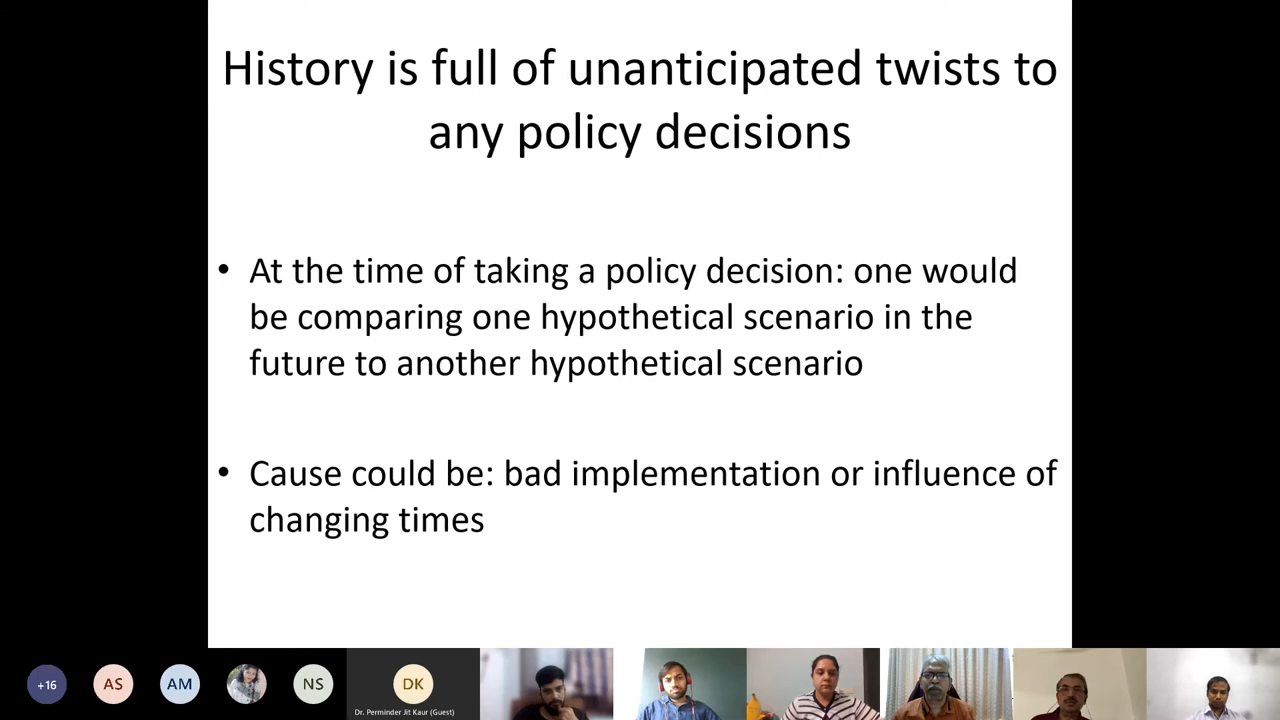 History is full of unanticipated twists to
any policy decisions
• At the time of taking a policy decision: one would
be comparing one hypothetical scenario in the
future to another hypothetical scenario
• Cause could be: bad implementation or influence of
changing times
+16
AS
AM
NS
DK
Dr. Perminder Jit Kaur (Guest)